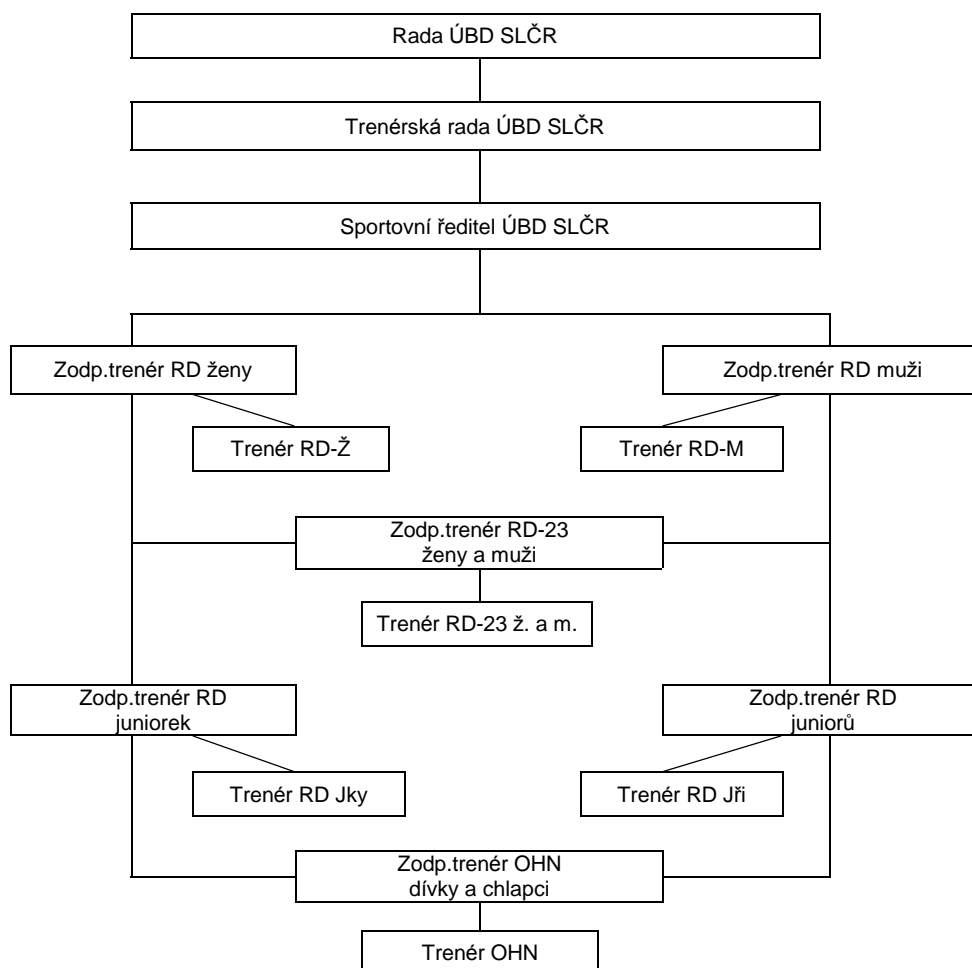 Rada ÚBD SLČR
Trenérská rada ÚBD SLČR
Sportovní ředitel ÚBD SLČR
Zodp.trenér RD ženy
Zodp.trenér RD muži
Trenér RD-Ž
Trenér RD-M
Zodp.trenér RD-23
ženy a muži
Trenér RD-23 ž. a m.
Zodp.trenér RD
juniorek
Zodp.trenér RD
juniorů
Trenér RD Jky
Trenér RD Jři
Zodp.trenér OHN
dívky a chlapci
Trenér OHN